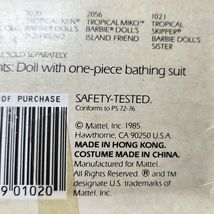 2056
1021
TROPICAL KEN®
TROPICAL MIKO™
TROPICAL
BARBIE® DOLL'S
BARBIE® DOLL'S
SKIPPER®
BOYFRIEND
ISLAND FRIEND
BARBIE DOLL'S
SISTER
SOLD SEPARATELY.
nts: Doll with one-piece bathing suit
OF PURCHASE
SAFETY-TESTED.
Conforms to PS 72-76.
© Mattel, Inc. 1985
Hawthorne, CA 90250 U.S.A.
MADE IN HONG KONG.
COSTUME MADE IN CHINA.
Manufactured for Mattel.
All Rights Reserved. ® and ™
designate U.S. trademarks of
Mattel, Inc.
9 01020